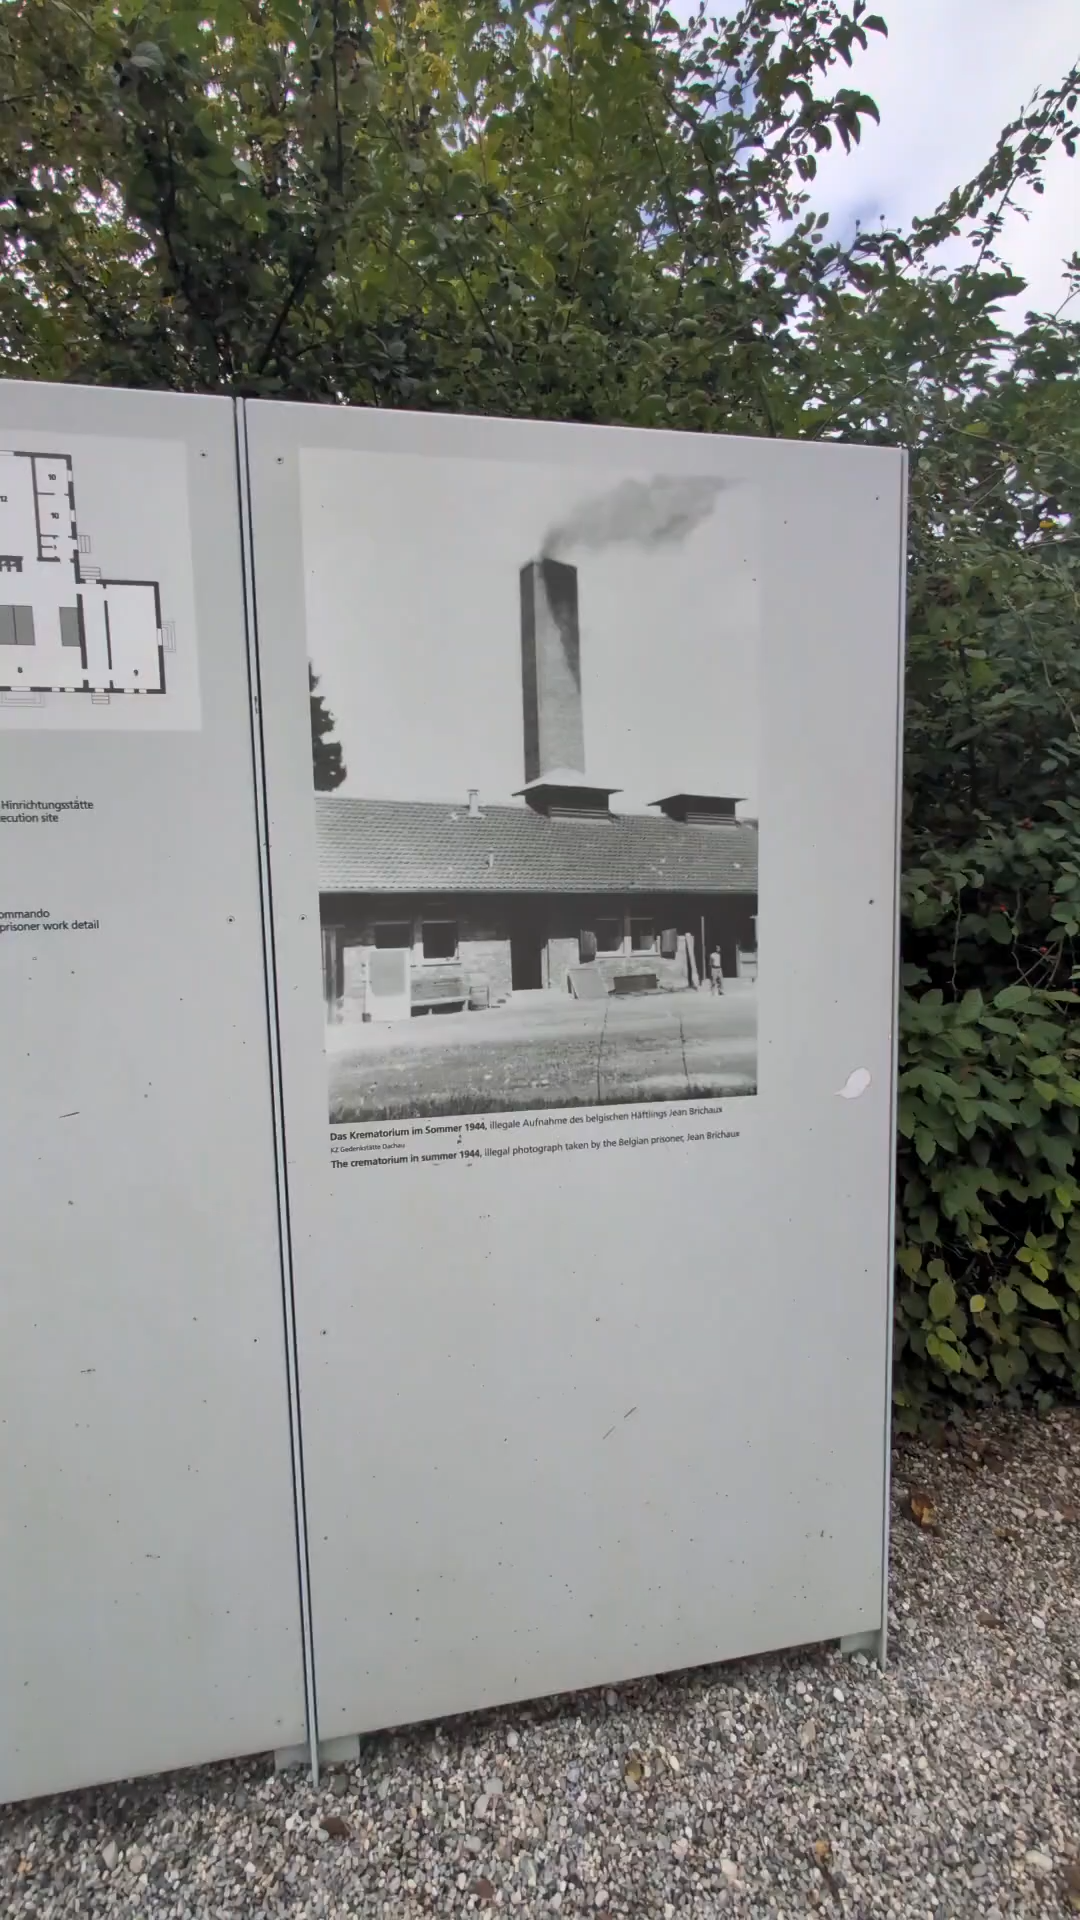 10
12
10
8
9
Hinrichtungsstätte
ecution site
ommando
prisoner work detail
Das Krematorium im Sommer 1944, illegale Aufnahme des belgischen Häftlings Jean Brichaux
KZ Gedenkstätte Dachau
The crematorium in summer 1944, illegal photograph taken by the Belgian prisoner, Jean Brichaux